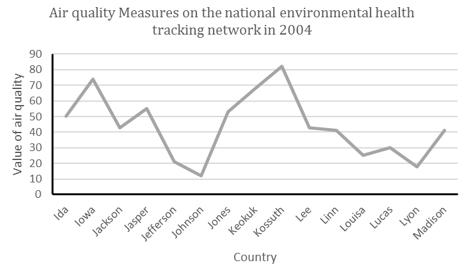 Air quality Measures on the national environmental health
tracking network in 2004
Value of air quality
90
80
70
60
50
40
30
20
10
0
Ida
Iowa
Jackson
Jasper
Jefferson
Johnson
Jones
Keokuk
Kossuth
Lee
Linn
Louisa
Lucas
Lyon
Madison
Country